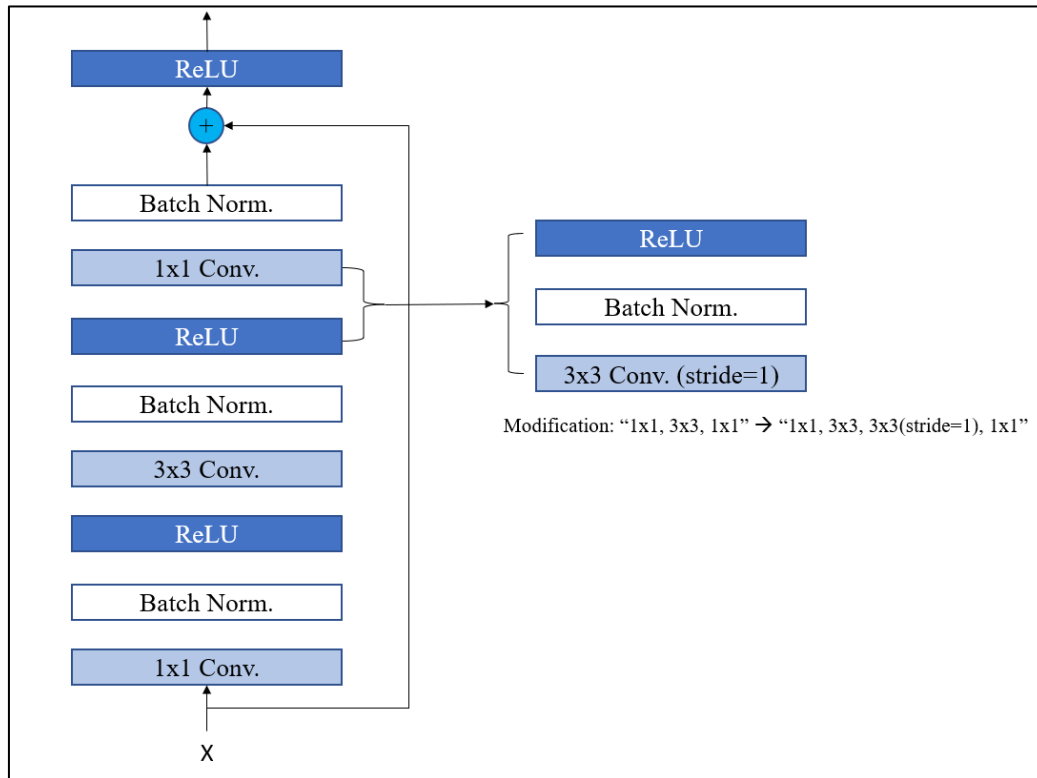 ReLU
+
Batch Norm.
1x1 Conv.
ReLU
Batch Norm.
3x3 Conv.
ReLU
Batch Norm.
1x1 Conv.
X
ReLU
Batch Norm.
3x3 Conv. (stride=1)
Modification: “1x1, 3x3, 1x1” → “1x1, 3x3, 3x3(stride=1), 1x1”